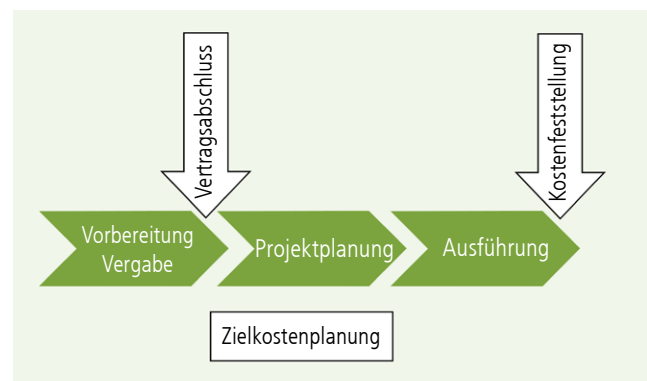 Vertragsabschluss
Kostenfeststellung
Vorbereitung
Vergabe
Projektplanung
Ausführung
Zielkostenplanung